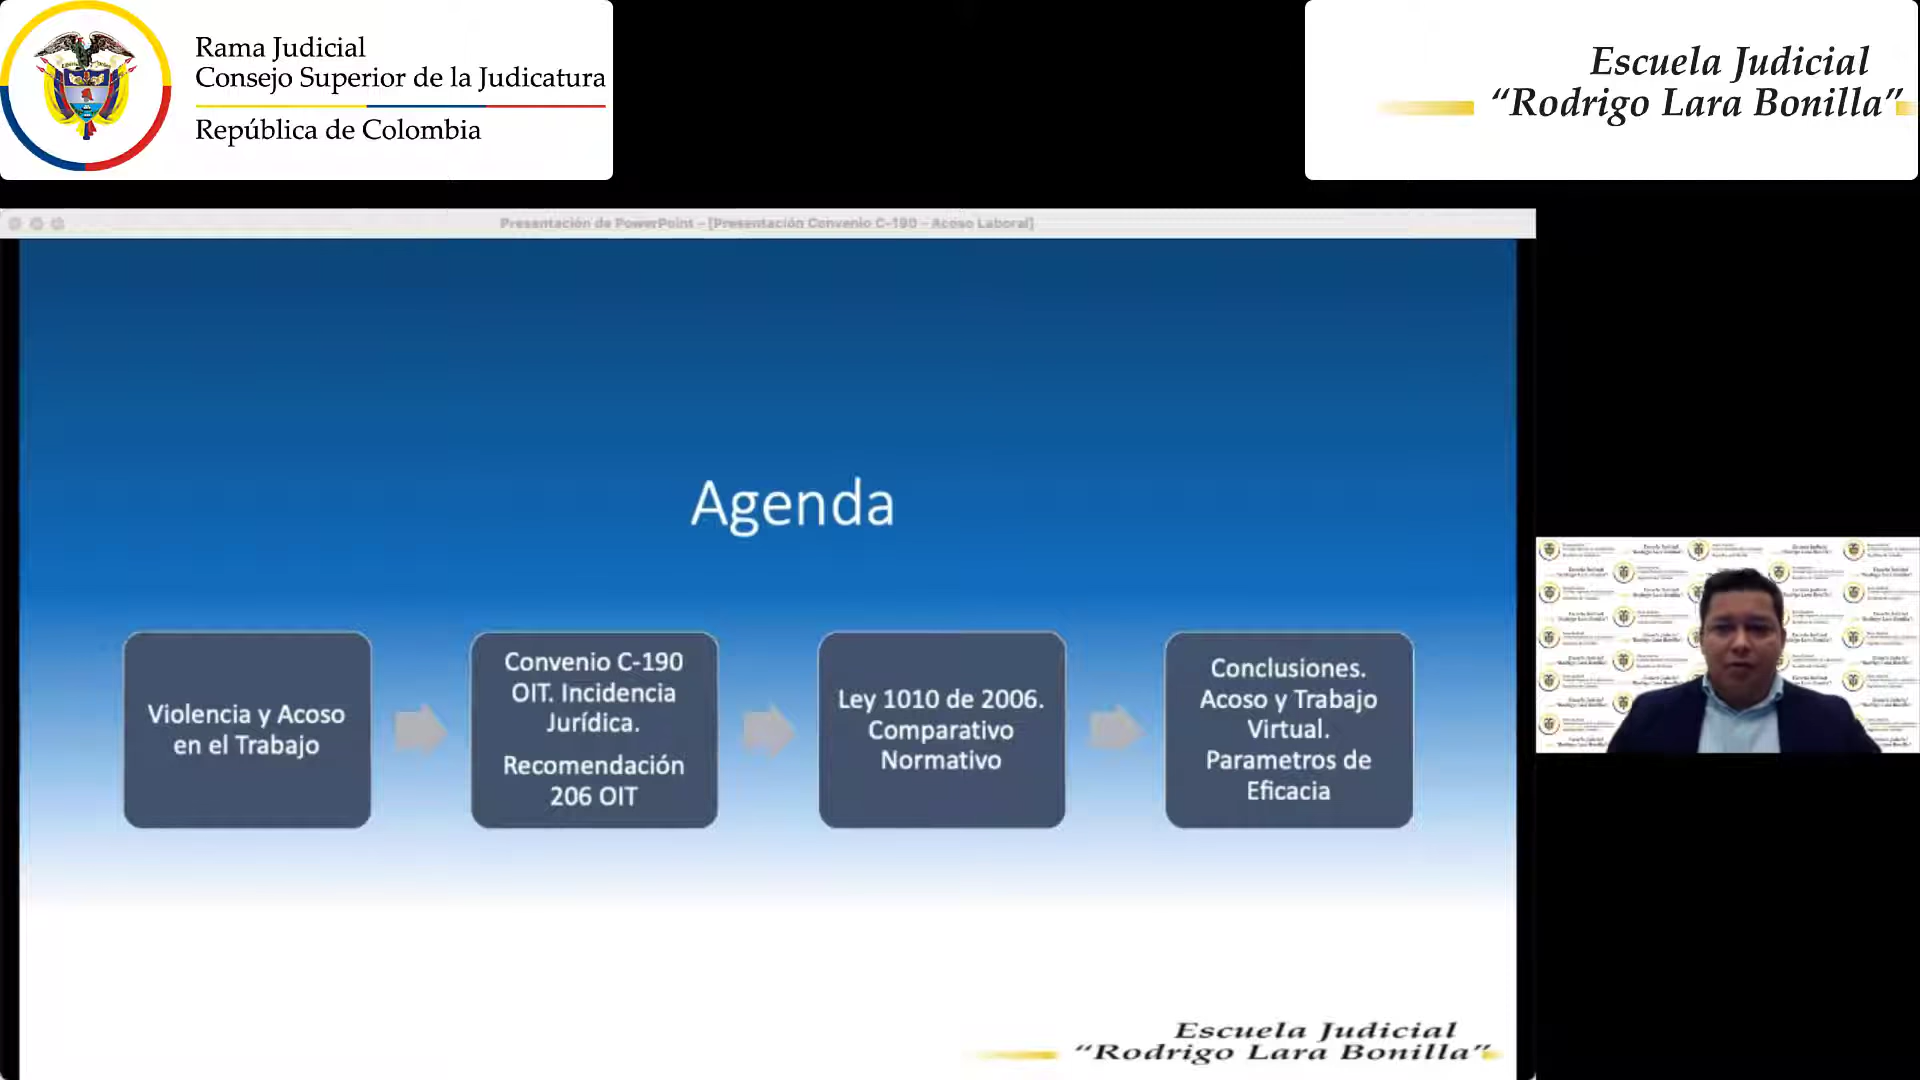 Rama Judicial
Consejo Superior de la Judicatura
República de Colombia
Escuela Judicial
“Rodrigo Lara Bonilla”
Presentación de PowerPoint - [Presentación Convenio C-190 - Acoso Laboral]
Agenda
Violencia y Acoso
en el Trabajo
Convenio C-190
OIT. Incidencia
Jurídica.
Recomendación
206 OIT
Ley 1010 de 2006.
Comparativo
Normativo
Conclusiones.
Acoso y Trabajo
Virtual.
Parametros de
Eficacia
Escuela Judicial
“Rodrigo Lara Bonilla”